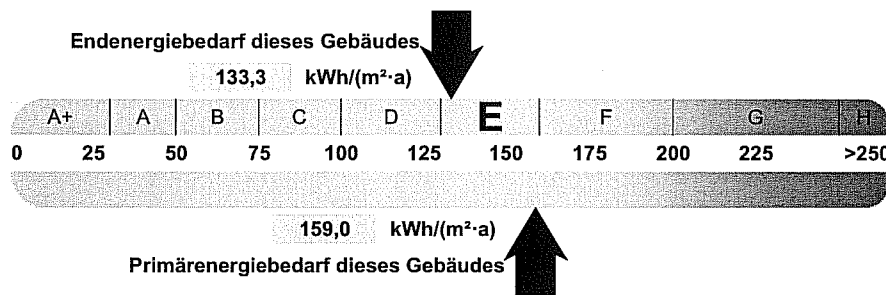 Endenergiebedarf dieses Gebäudes
133,3 kWh/(m²·a)
A+ A B C D E F G H
0 25 50 75 100 125 150 175 200 225 >250
159,0 kWh/(m²·a)
Primärenergiebedarf dieses Gebäudes